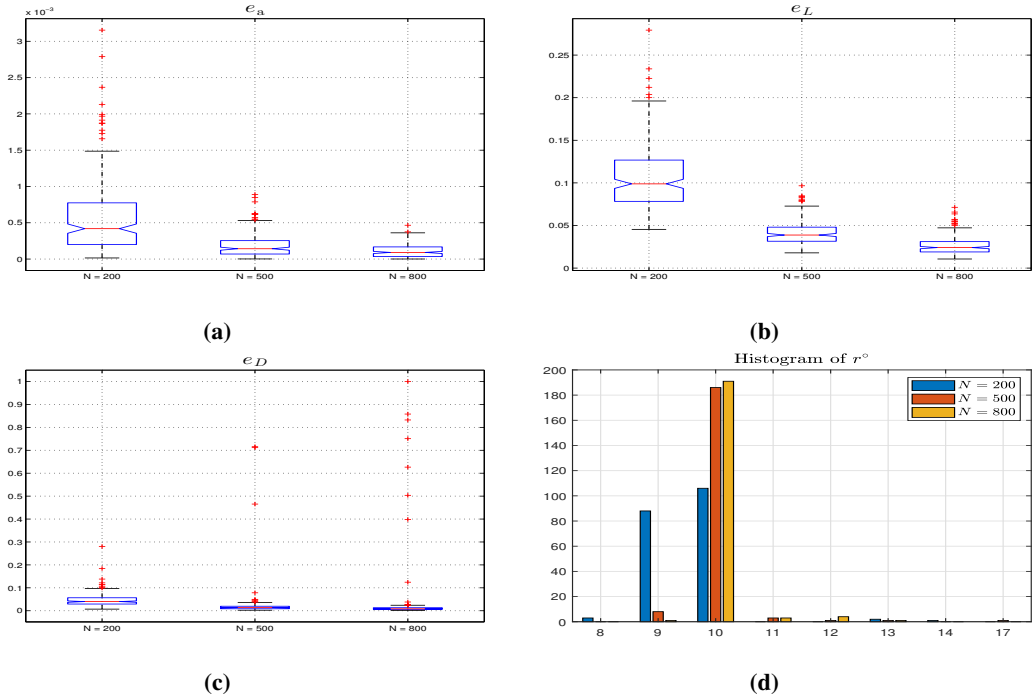 ×10⁻³
e_a
3
2.5
2
1.5
1
0.5
0
N = 200
N = 500
N = 800
(a)
e_L
0.25
0.2
0.15
0.1
0.05
0
N = 200
N = 500
N = 800
(b)
e_D
1
0.9
0.8
0.7
0.6
0.5
0.4
0.3
0.2
0.1
0
N = 200
N = 500
N = 800
(c)
Histogram of r°
200
180
160
140
120
100
80
60
40
20
0
N = 200
N = 500
N = 800
8 9 10 11 12 13 14 17
(d)